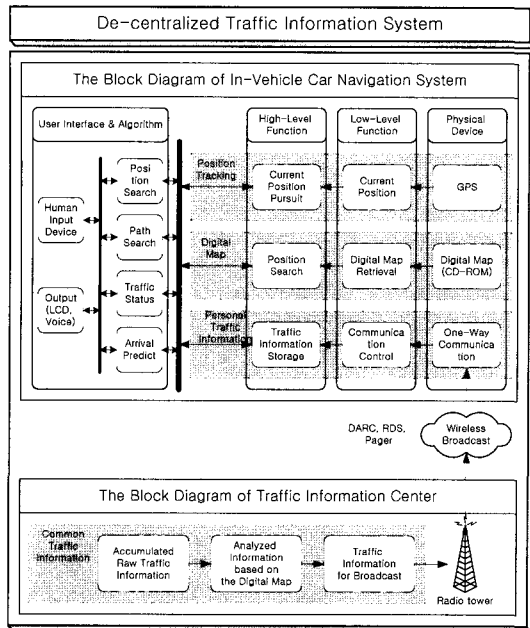 De-centralized Traffic Information System
The Block Diagram of In-Vehicle Car Navigation System
User Interface & Algorithm
High-Level
Function
Low-Level
Function
Physical
Device
Human
Input
Device
Output
(LCD,
Voice)
Posi
tion
Search
Path
Search
Traffic
Status
Arrival
Predict
Position
Tracking
Current
Position
Pursuit
Current
Position
GPS
Digital
Map
Position
Search
Digital Map
Retrieval
Digital Map
(CD-ROM)
Personal
Traffic
Information
Traffic
Information
Storage
Communica
tion
Control
One-Way
Communica
tion
DARC, RDS,
Pager
Wireless
Broadcast
The Block Diagram of Traffic Information Center
Common
Traffic
Information
Accumulated
Raw Traffic
Information
Analyzed
Information
based on
the Digital Map
Traffic
Information
for Broadcast
Radio tower